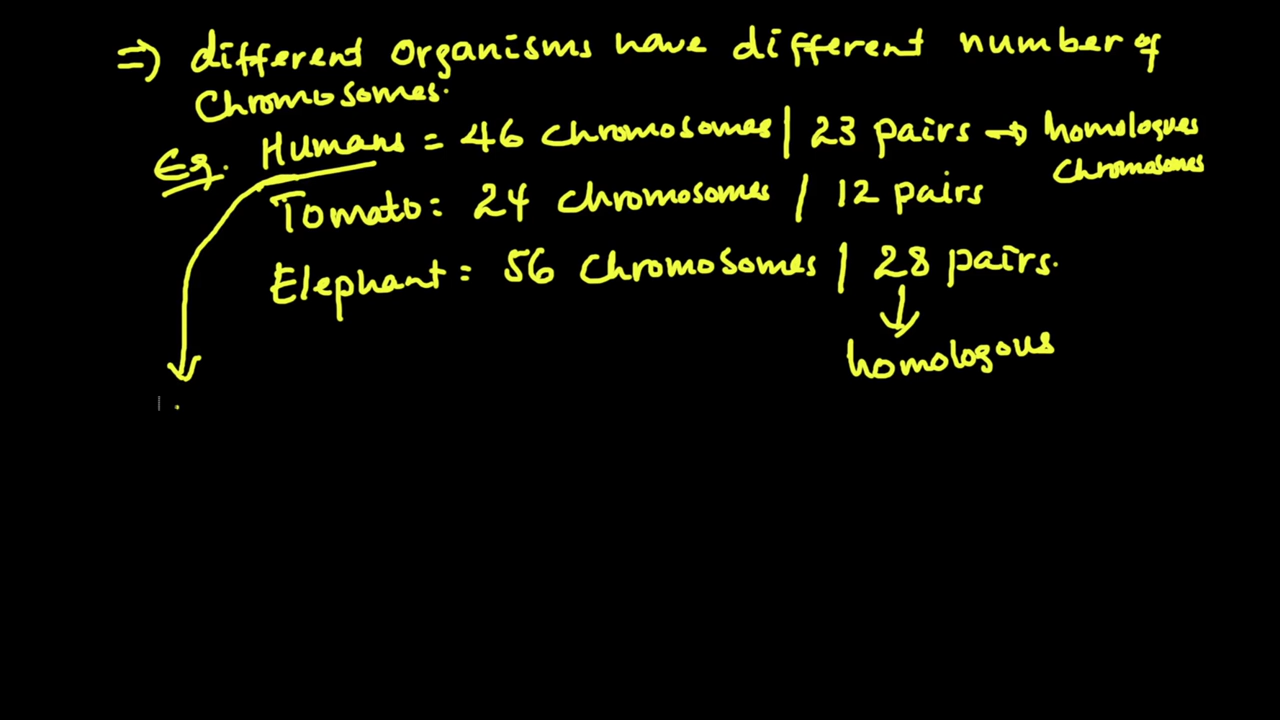 ⇒ different organisms have different number of
chromosomes.
Eg. Humans = 46 chromosomes | 23 pairs → homologues
chromosomes
Tomato: 24 chromosomes | 12 pairs
Elephant = 56 chromosomes | 28 pairs.
↓
homologous
1.